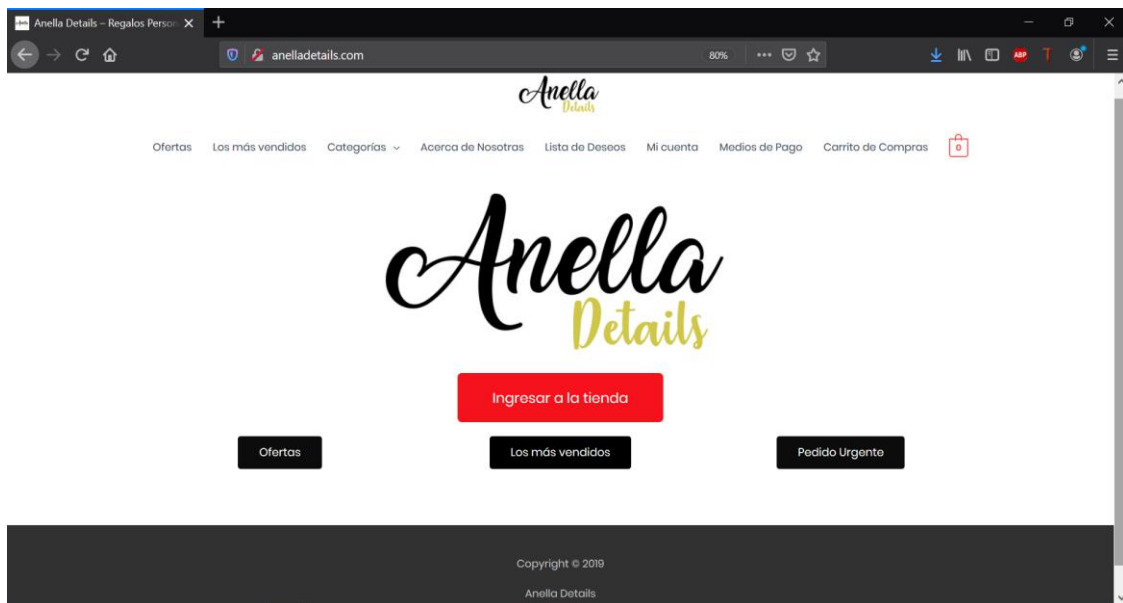 Anella Details – Regalos Person
anelladetails.com
80%
ABP
Anella
Details
Ofertas Los más vendidos Categorías Acerca de Nosotras Lista de Deseos Mi cuenta Medios de Pago Carrito de Compras 0
Anella
Details
Ingresar a la tienda
Ofertas Los más vendidos Pedido Urgente
Copyright © 2019
Anella Details